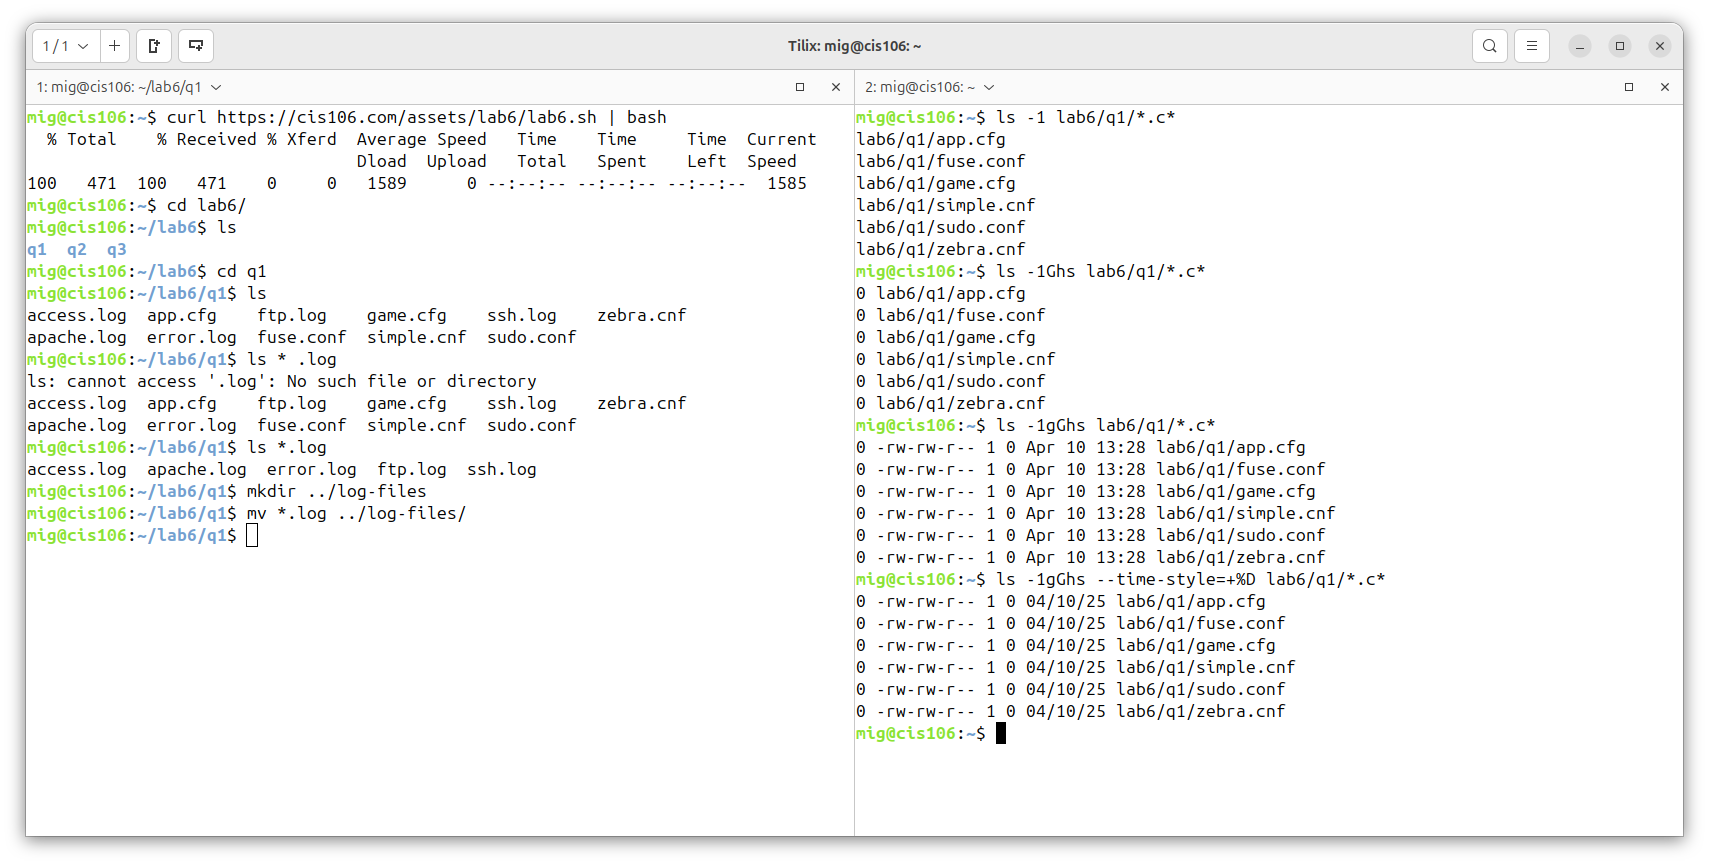 1 / 1
Tilix: mig@cis106: ~
1: mig@cis106: ~/lab6/q1
mig@cis106:~$ curl https://cis106.com/assets/lab6/lab6.sh | bash
  % Total    % Received % Xferd  Average Speed   Time    Time     Time  Current
                                 Dload  Upload   Total   Spent    Left  Speed
100   471  100   471    0     0   1589      0 --:--:-- --:--:-- --:--:--  1585
mig@cis106:~$ cd lab6/
mig@cis106:~/lab6$ ls
q1  q2  q3
mig@cis106:~/lab6$ cd q1
mig@cis106:~/lab6/q1$ ls
access.log  app.cfg    ftp.log    game.cfg    ssh.log    zebra.cnf
apache.log  error.log  fuse.conf  simple.cnf  sudo.conf
mig@cis106:~/lab6/q1$ ls * .log
ls: cannot access '.log': No such file or directory
access.log  app.cfg    ftp.log    game.cfg    ssh.log    zebra.cnf
apache.log  error.log  fuse.conf  simple.cnf  sudo.conf
mig@cis106:~/lab6/q1$ ls *.log
access.log  apache.log  error.log  ftp.log  ssh.log
mig@cis106:~/lab6/q1$ mkdir ../log-files
mig@cis106:~/lab6/q1$ mv *.log ../log-files/
mig@cis106:~/lab6/q1$
2: mig@cis106: ~
mig@cis106:~$ ls -1 lab6/q1/*.c*
lab6/q1/app.cfg
lab6/q1/fuse.conf
lab6/q1/game.cfg
lab6/q1/simple.cnf
lab6/q1/sudo.conf
lab6/q1/zebra.cnf
mig@cis106:~$ ls -1Ghs lab6/q1/*.c*
0 lab6/q1/app.cfg
0 lab6/q1/fuse.conf
0 lab6/q1/game.cfg
0 lab6/q1/simple.cnf
0 lab6/q1/sudo.conf
0 lab6/q1/zebra.cnf
mig@cis106:~$ ls -1gGhs lab6/q1/*.c*
0 -rw-rw-r-- 1 0 Apr 10 13:28 lab6/q1/app.cfg
0 -rw-rw-r-- 1 0 Apr 10 13:28 lab6/q1/fuse.conf
0 -rw-rw-r-- 1 0 Apr 10 13:28 lab6/q1/game.cfg
0 -rw-rw-r-- 1 0 Apr 10 13:28 lab6/q1/simple.cnf
0 -rw-rw-r-- 1 0 Apr 10 13:28 lab6/q1/sudo.conf
0 -rw-rw-r-- 1 0 Apr 10 13:28 lab6/q1/zebra.cnf
mig@cis106:~$ ls -1gGhs --time-style=+%D lab6/q1/*.c*
0 -rw-rw-r-- 1 0 04/10/25 lab6/q1/app.cfg
0 -rw-rw-r-- 1 0 04/10/25 lab6/q1/fuse.conf
0 -rw-rw-r-- 1 0 04/10/25 lab6/q1/game.cfg
0 -rw-rw-r-- 1 0 04/10/25 lab6/q1/simple.cnf
0 -rw-rw-r-- 1 0 04/10/25 lab6/q1/sudo.conf
0 -rw-rw-r-- 1 0 04/10/25 lab6/q1/zebra.cnf
mig@cis106:~$